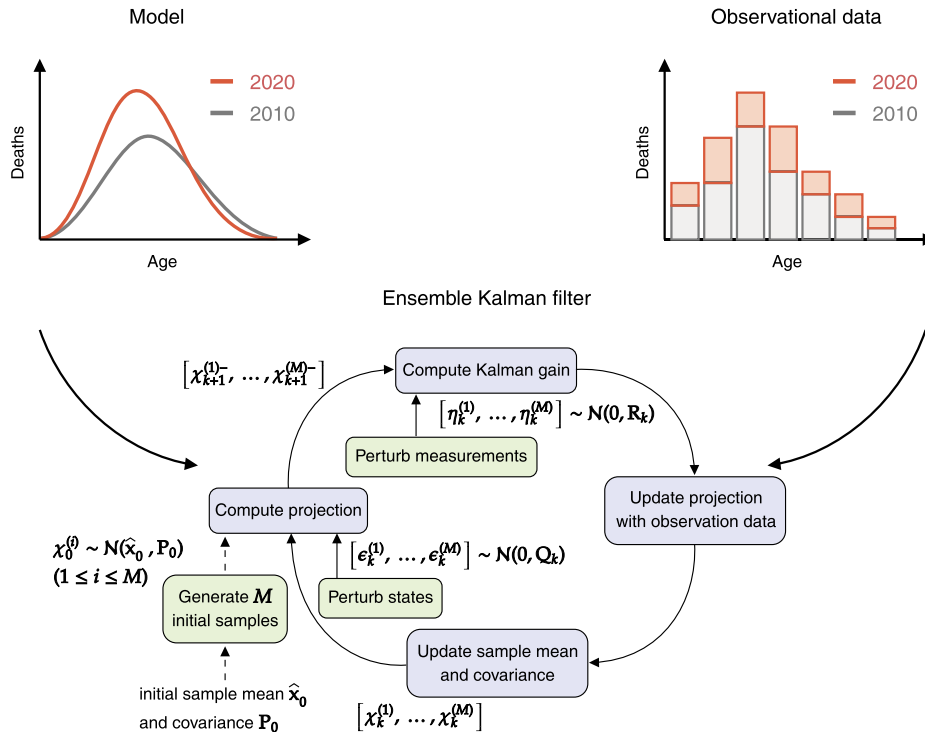 Model
Observational data
2020
2010
Deaths
Age
2020
2010
Deaths
Age
Ensemble Kalman filter
[χ_{k+1}^{(1)−}, … , χ_{k+1}^{(M)−}]
Compute Kalman gain
[η_k^{(1)}, … , η_k^{(M)}] ~ N(0, R_k)
Perturb measurements
Compute projection
Update projection
with observation data
χ_0^{(i)} ~ N(x̂_0 , P_0)
(1 ≤ i ≤ M)
[ϵ_k^{(1)}, … , ϵ_k^{(M)}] ~ N(0, Q_k)
Generate M
initial samples
Perturb states
Update sample mean
and covariance
initial sample mean x̂_0
and covariance P_0
[χ_k^{(1)}, … , χ_k^{(M)}]